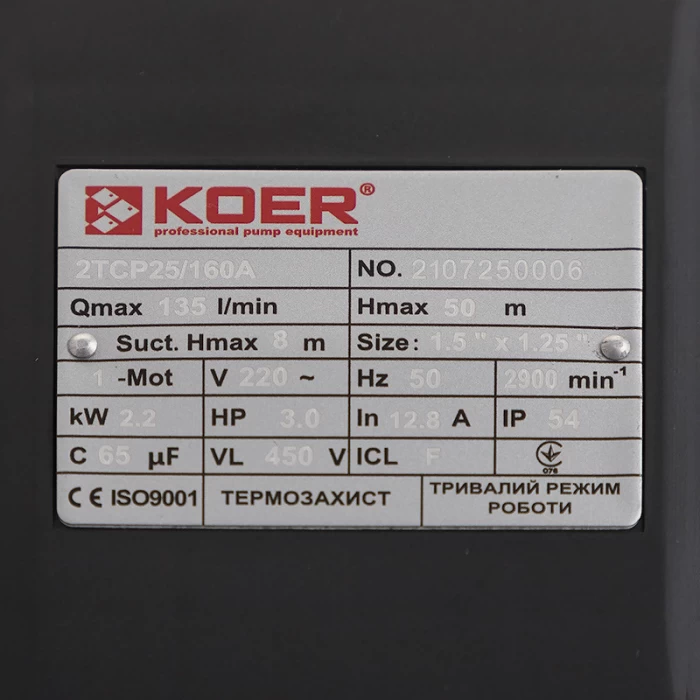 KOER®
professional pump equipment
2TCP25/160A NO. 2107250006
Qmax 135 l/min Hmax 50 m
Suct. Hmax 8 m Size: 1.5 " x 1.25 "
1 -Mot V 220 ~ Hz 50 2900 min-1
kW 2.2 HP 3.0 In 12.8 A IP 54
C 65 µF VL 450 V ICL F
076
CE ISO9001 ТЕРМОЗАХИСТ ТРИВАЛИЙ РЕЖИМ
РОБОТИ